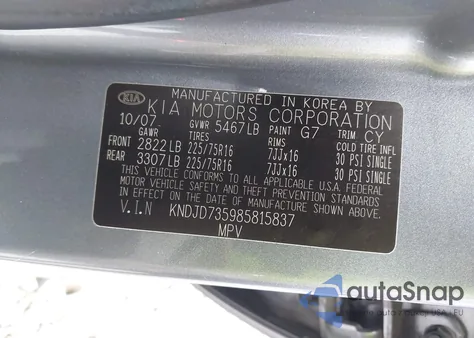 MANUFACTURED IN KOREA BY
KIA KIA MOTORS CORPORATION
10/07 GVWR 5467LB PAINT G7 TRIM CY
GAWR TIRES RIMS COLD TIRE INFL
FRONT 2822LB 225/75R16 7JJx16 30 PSI SINGLE
REAR 3307LB 225/75R16 7JJx16 30 PSI SINGLE
THIS VEHICLE CONFORMS TO ALL APPLICABLE U.S.A. FEDERAL
MOTOR VEHICLE SAFETY AND THEFT PREVENTION STANDARDS
IN EFFECT ON THE DATE OF MANUFACTURE SHOWN ABOVE.
V.I.N KNDJD735985815837
MPV
autoSnap